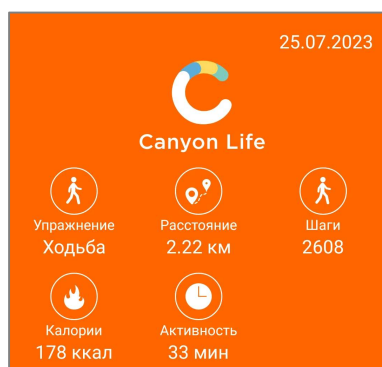 25.07.2023
Canyon Life
Упражнение
Ходьба
Расстояние
2.22 км
Шаги
2608
Калории
178 ккал
Активность
33 мин